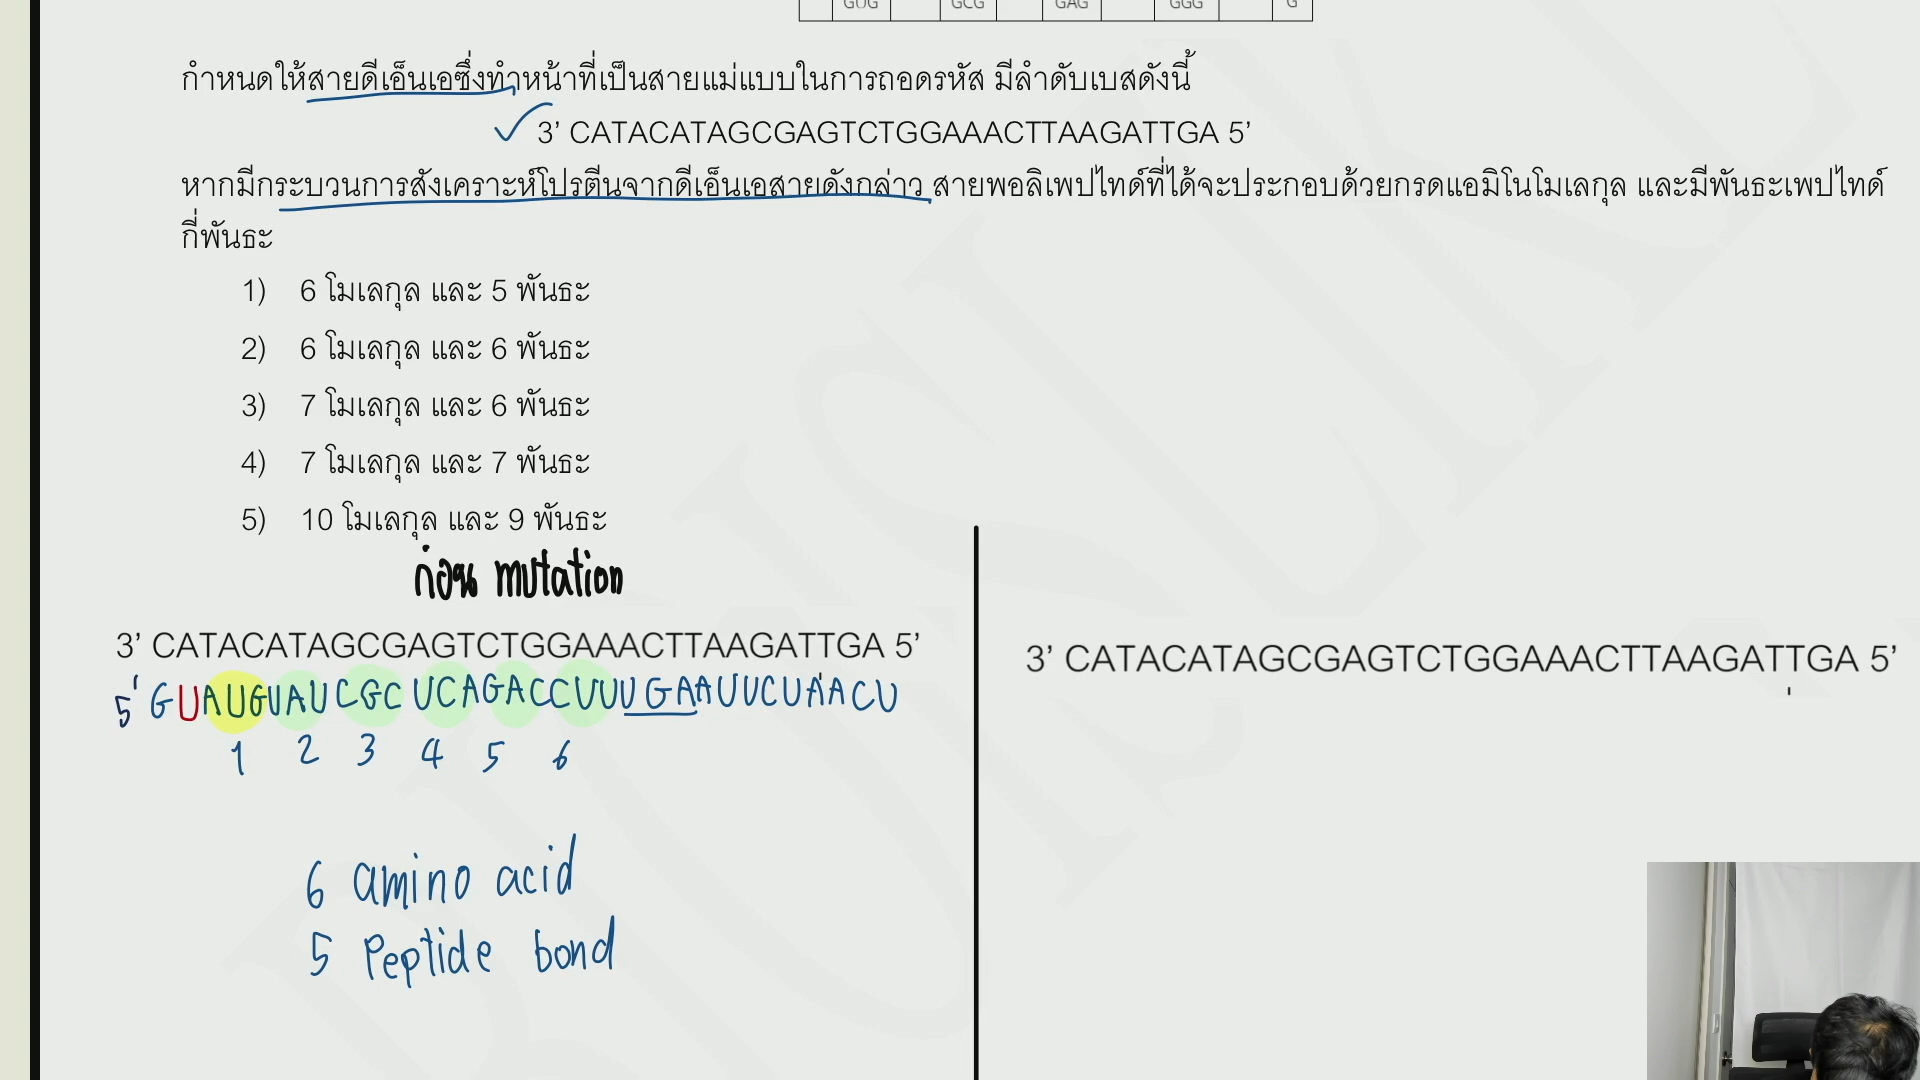 GUG GCG GAG GGG G
กำหนดให้สายดีเอ็นเอซึ่งทำหน้าที่เป็นสายแม่แบบในการถอดรหัส มีลำดับเบสดังนี้
3’ CATACATAGCGAGTCTGGAAACTTAAGATTGA 5’
หากมีกระบวนการสังเคราะห์โปรตีนจากดีเอ็นเอสายดังกล่าว สายพอลิเพปไทด์ที่ได้จะประกอบด้วยกรดแอมิโนโมเลกุล และมีพันธะเพปไทด์
กี่พันธะ
1) 6 โมเลกุล และ 5 พันธะ
2) 6 โมเลกุล และ 6 พันธะ
3) 7 โมเลกุล และ 6 พันธะ
4) 7 โมเลกุล และ 7 พันธะ
5) 10 โมเลกุล และ 9 พันธะ
ก่อน mutation
3’ CATACATAGCGAGTCTGGAAACTTAAGATTGA 5’
5' GUAUGUAUCGCUCAGACCUUUGAAUUCUAACU
1 2 3 4 5 6
6 amino acid
5 Peptide bond
3’ CATACATAGCGAGTCTGGAAACTTAAGATTGA 5’